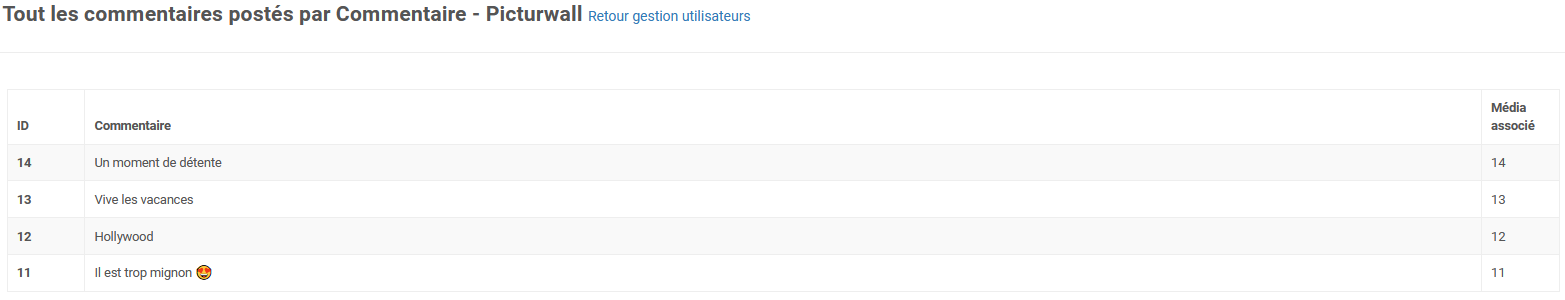 Tout les commentaires postés par Commentaire - Picturwall Retour gestion utilisateurs
ID Commentaire Média associé
14 Un moment de détente 14
13 Vive les vacances 13
12 Hollywood 12
11 Il est trop mignon 🤩 11